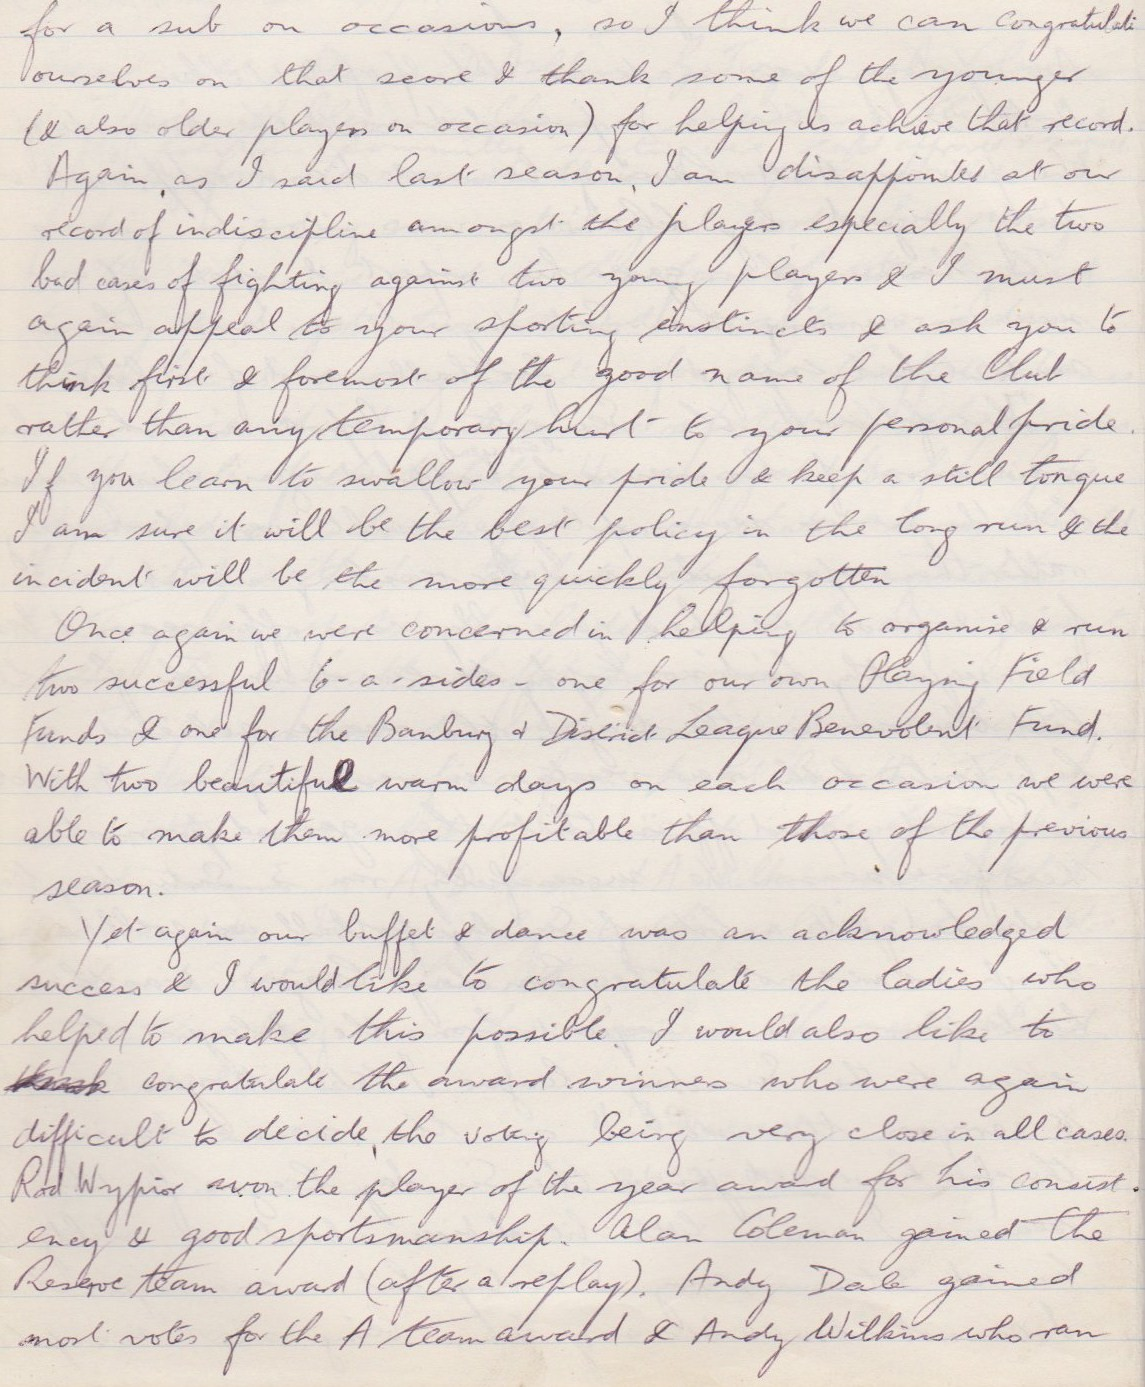 for a sub on occasions, so I think we can congratulate
ourselves on that score & thank some of the younger
(& also older players on occasion) for helping us achieve that record.
Again, as I said last season, I am disappointed at our
record of indiscipline amongst the players especially the two
bad cases of fighting against two young players & I must
again appeal to your sporting instincts & ask you to
think first & foremost of the good name of the Club
rather than any temporary hurt to your personal pride.
If you learn to swallow your pride & keep a still tongue
I am sure it will be the best policy in the long run & the
incident will be the more quickly forgotten
Once again we were concerned in helping to organise & run
two successful 6-a-sides - one for our own Playing Field
Funds & one for the Banbury & District League Benevolent Fund.
With two beautiful warm days on each occasion we were
able to make them more profitable than those of the previous
season.
Yet again our buffet & dance was an acknowledged
success & I would like to congratulate the ladies who
helped to make this possible. I would also like to
congratulate the award winners who were again
difficult to decide, the voting being very close in all cases.
Rod Wypior won the player of the year award for his consist-
ency & good sportsmanship. Alan Coleman gained the
Reserve team award (after a replay). Andy Dale gained
most votes for the A team award & Andy Wilkins who ran